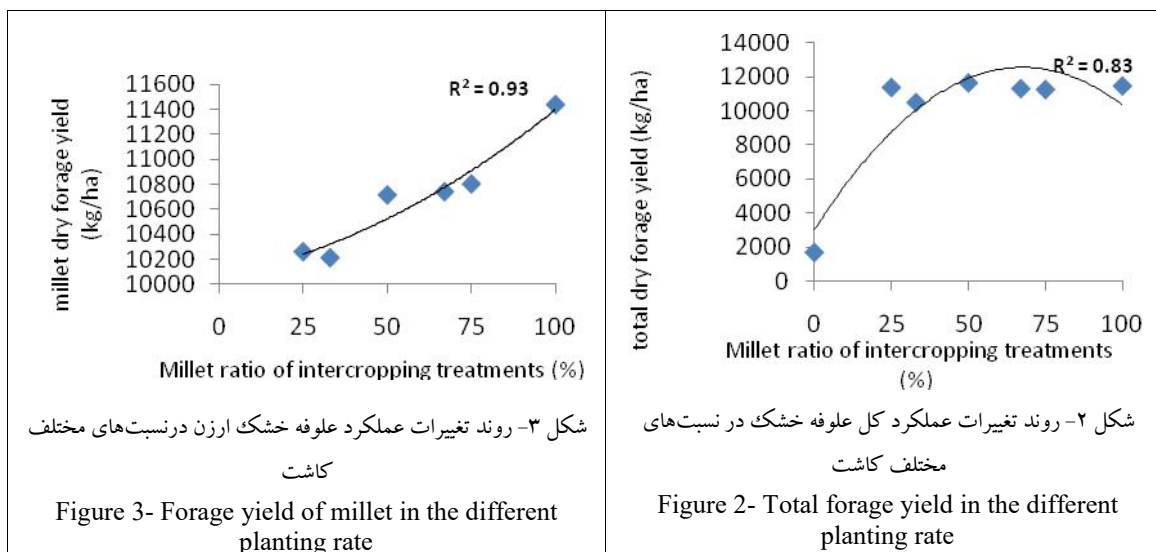 millet dry forage yield
(kg/ha)
11600
11400
11200
11000
10800
10600
10400
10200
10000
R² = 0.93
0 25 50 75 100
Millet ratio of intercropping treatments (%)
شکل ۳- روند تغییرات عملکرد علوفه خشک ارزن درنسبت‌های مختلف
کاشت
Figure 3- Forage yield of millet in the different
planting rate
total dry forage yield (kg/ha)
14000
12000
10000
8000
6000
4000
2000
0
R² = 0.83
0 25 50 75 100
Millet ratio of intercropping treatments
(%)
شکل ۲- روند تغییرات عملکرد کل علوفه خشک در نسبت‌های
مختلف کاشت
Figure 2- Total forage yield in the different
planting rate